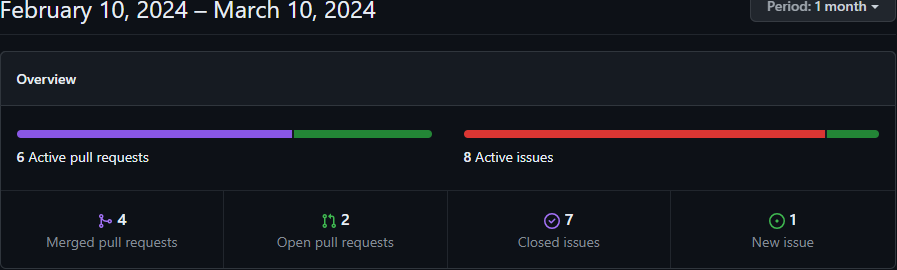 February 10, 2024 – March 10, 2024
Period: 1 month
Overview
6 Active pull requests
8 Active issues
4
Merged pull requests
2
Open pull requests
7
Closed issues
1
New issue